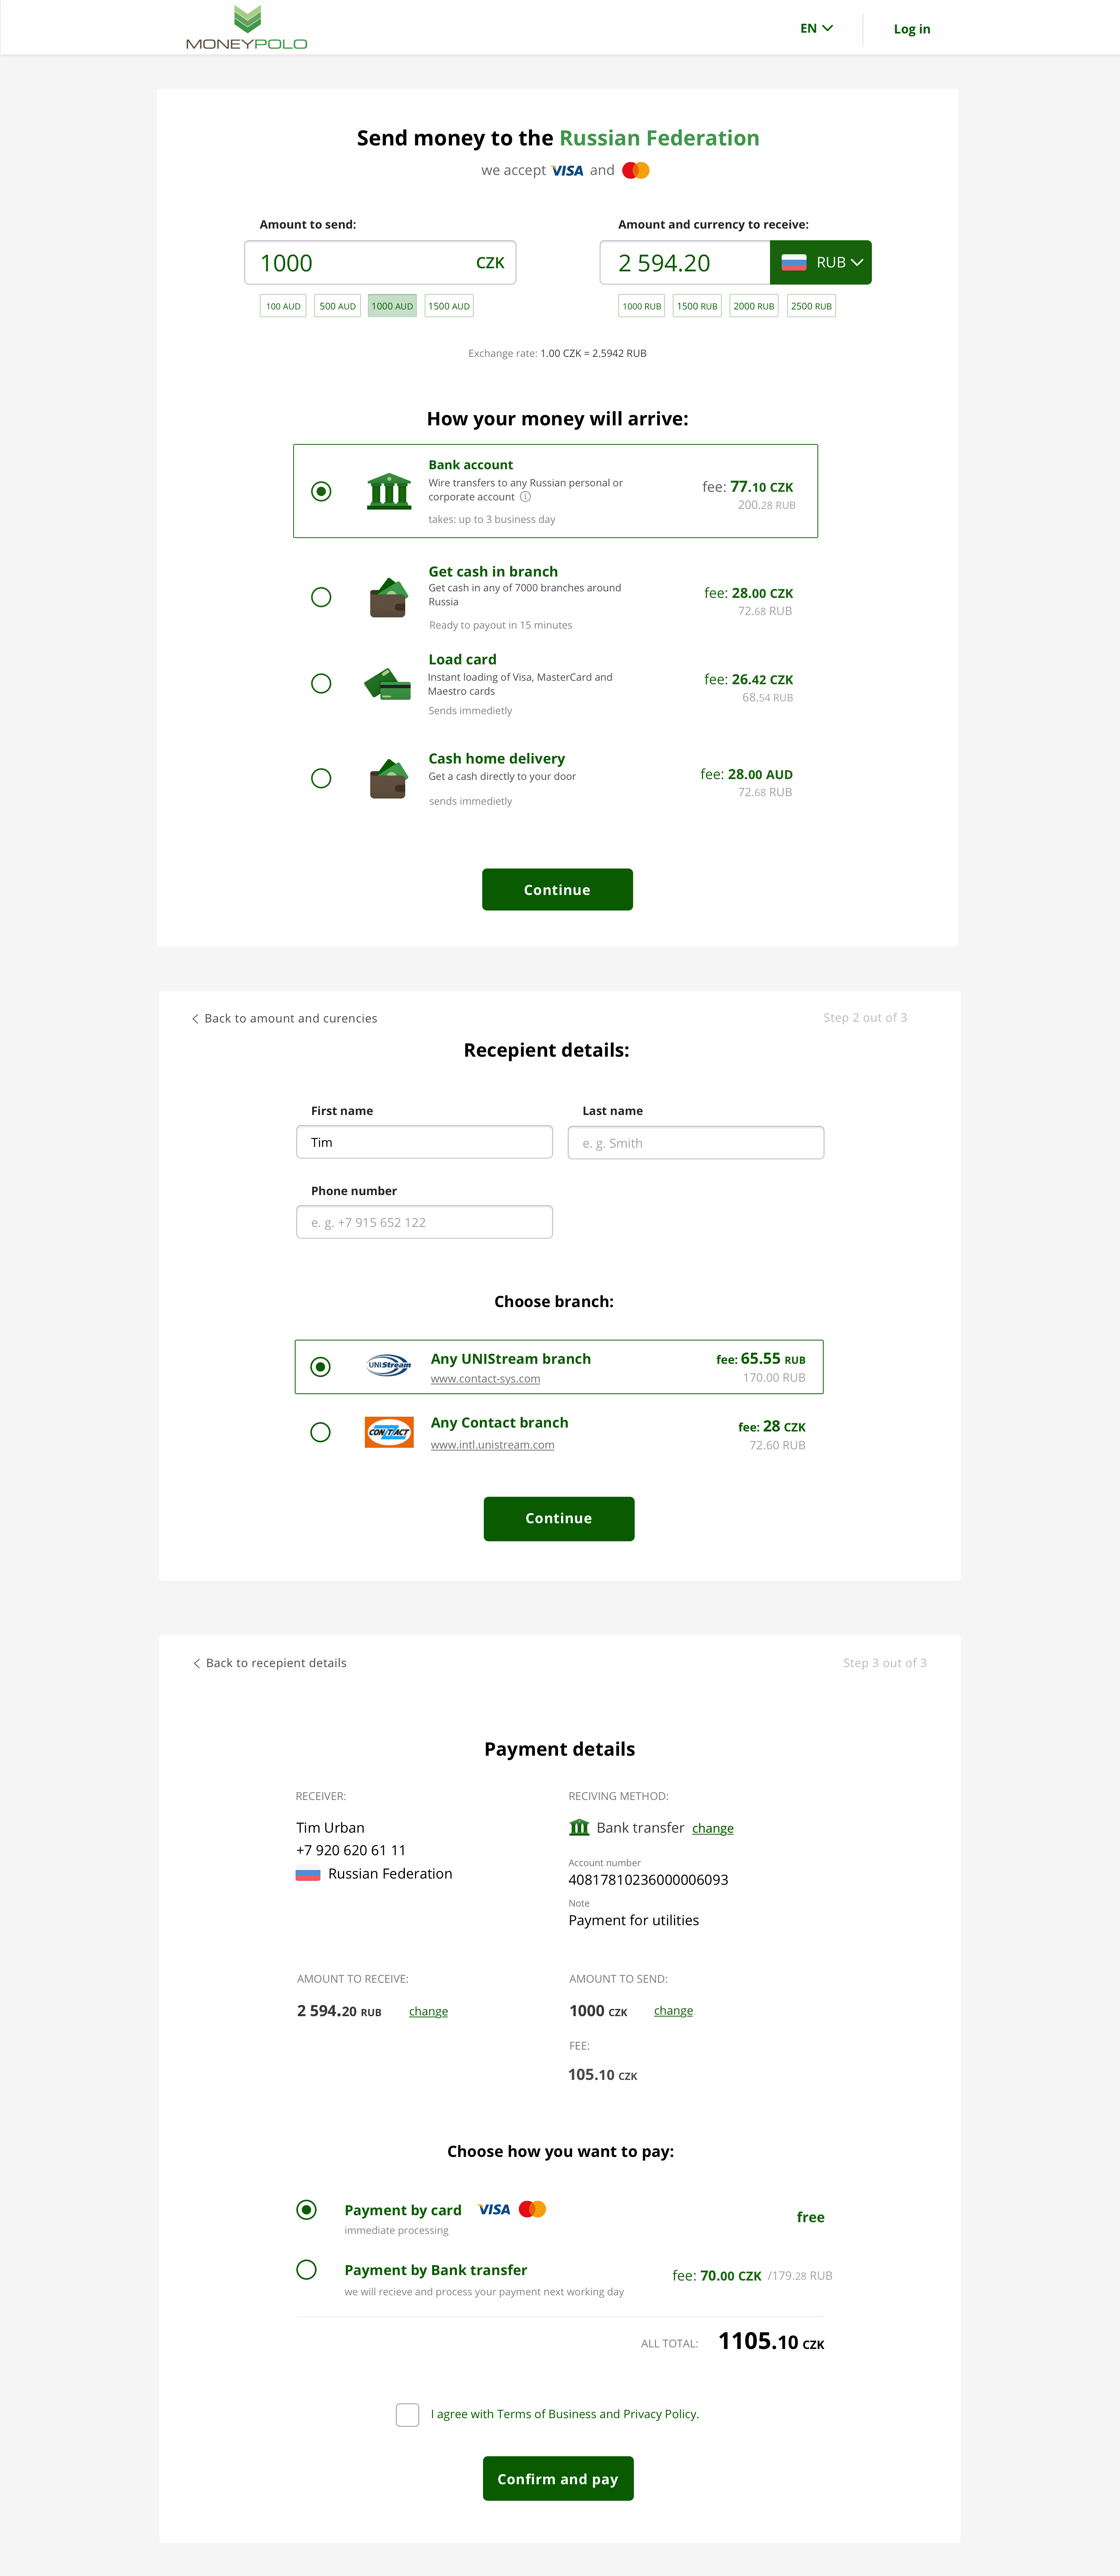 MONEYPOLO
EN
Log in
Send money to the Russian Federation
we accept VISA and
Amount to send:
Amount and currency to receive:
1000 CZK
2 594.20 RUB
100 AUD 500 AUD 1000 AUD 1500 AUD
1000 RUB 1500 RUB 2000 RUB 2500 RUB
Exchange rate: 1.00 CZK = 2.5942 RUB
How your money will arrive:
Bank account
Wire transfers to any Russian personal or
corporate account
takes: up to 3 business day
fee: 77.10 CZK
200.28 RUB
Get cash in branch
Get cash in any of 7000 branches around
Russia
Ready to payout in 15 minutes
fee: 28.00 CZK
72.68 RUB
Load card
Instant loading of Visa, MasterCard and
Maestro cards
Sends immedietly
fee: 26.42 CZK
68.54 RUB
Cash home delivery
Get a cash directly to your door
sends immedietly
fee: 28.00 AUD
72.68 RUB
Continue
Back to amount and curencies
Step 2 out of 3
Recepient details:
First name
Last name
Tim
e. g. Smith
Phone number
e. g. +7 915 652 122
Choose branch:
UNIStream
Any UNIStream branch
www.contact-sys.com
fee: 65.55 RUB
170.00 RUB
CONTACT
Any Contact branch
www.intl.unistream.com
fee: 28 CZK
72.60 RUB
Continue
Back to recepient details
Step 3 out of 3
Payment details
RECEIVER:
Tim Urban
+7 920 620 61 11
Russian Federation
RECIVING METHOD:
Bank transfer change
Account number
40817810236000006093
Note
Payment for utilities
AMOUNT TO RECEIVE:
2 594.20 RUB change
AMOUNT TO SEND:
1000 CZK change
FEE:
105.10 CZK
Choose how you want to pay:
Payment by card VISA
immediate processing
free
Payment by Bank transfer
we will recieve and process your payment next working day
fee: 70.00 CZK /179.28 RUB
ALL TOTAL: 1105.10 CZK
I agree with Terms of Business and Privacy Policy.
Confirm and pay